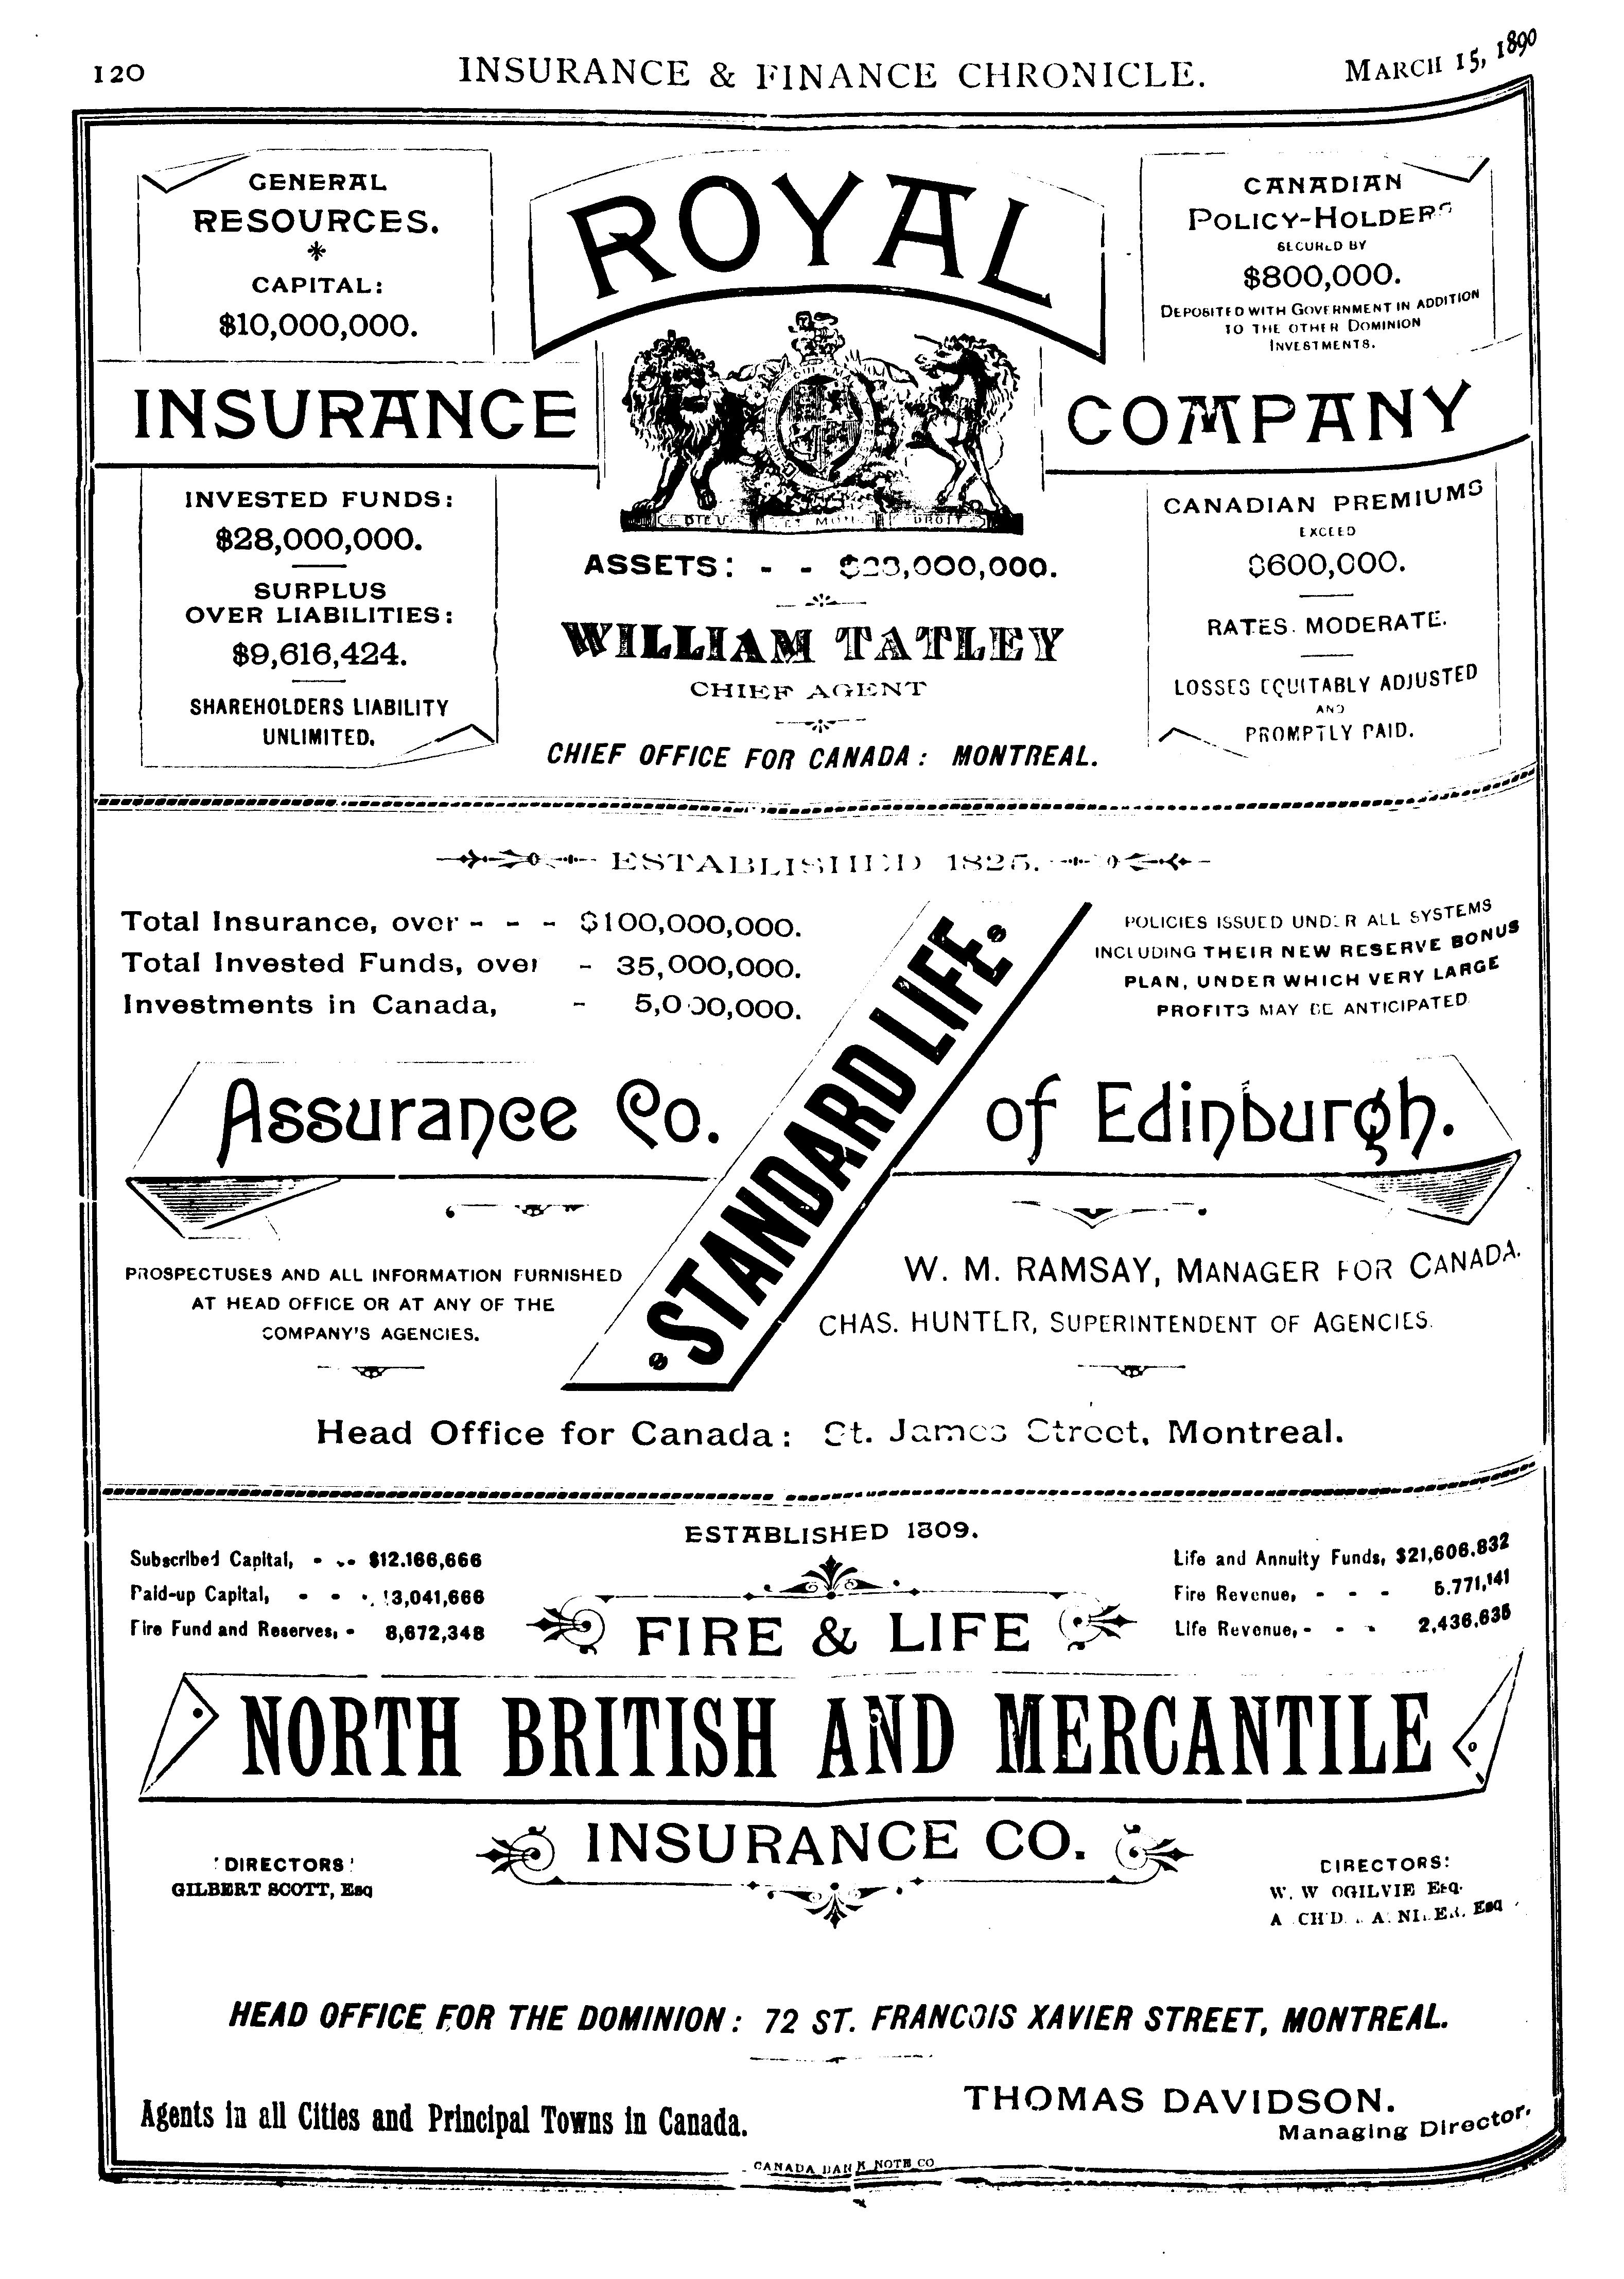 120
INSURANCE & FINANCE CHRONICLE.
MARCH 15, 1890
GENERAL
RESOURCES.
CAPITAL:
$10,000,000.
ROYAL
CANADIAN
POLICY-HOLDERS
SECURED BY
$800,000.
DEPOSITED WITH GOVERNMENT IN ADDITION
TO THE OTHER DOMINION
INVESTMENTS.
INSURANCE
COMPANY
INVESTED FUNDS:
$28,000,000.
SURPLUS
OVER LIABILITIES:
$9,616,424.
SHAREHOLDERS LIABILITY
UNLIMITED.
DIEU ET MON DROIT
ASSETS: - -
WILLIAM TATLEY
CHIEF AGENT
CHIEF OFFICE FOR CANADA: MONTREAL.
CANADIAN PREMIUMS
EXCEED
$600,000.
RATES. MODERATE.
LOSSES EQUITABLY ADJUSTED
AND
PROMPTLY PAID.
ESTABLISHED 1825.
Total Insurance, over - - - $100,000,000.
Total Invested Funds, over - 35,000,000.
Investments in Canada, - 5,000,000.
STANDARD LIFE
POLICIES ISSUED UNDER ALL SYSTEMS
INCLUDING THEIR NEW RESERVE BONUS
PLAN, UNDER WHICH VERY LARGE
PROFITS MAY BE ANTICIPATED
Assurance Co.
of Edinburgh.
PROSPECTUSES AND ALL INFORMATION FURNISHED
AT HEAD OFFICE OR AT ANY OF THE
COMPANY'S AGENCIES.
W. M. RAMSAY, MANAGER FOR CANADA.
CHAS. HUNTER, SUPERINTENDENT OF AGENCIES.
Head Office for Canada: St. James Street, Montreal.
ESTABLISHED 1809.
Subscribed Capital, - - - $12.166,666
Paid-up Capital, - - - 13,041,666
Fire Fund and Reserves, - 8,672,348
Life and Annuity Funds, $21,606.832
Fire Revenue, - - - 5.771,141
Life Revenue, - - - 2,436,635
FIRE & LIFE
NORTH BRITISH AND MERCANTILE
INSURANCE CO.
DIRECTORS
GILBERT SCOTT, Esq
DIRECTORS:
W. W OGILVIE Esq.
Esq
HEAD OFFICE FOR THE DOMINION: 72 ST. FRANCOIS XAVIER STREET, MONTREAL.
Agents in all Cities and Principal Towns in Canada.
THOMAS DAVIDSON.
Managing Director.
CANADA BANK NOTE CO